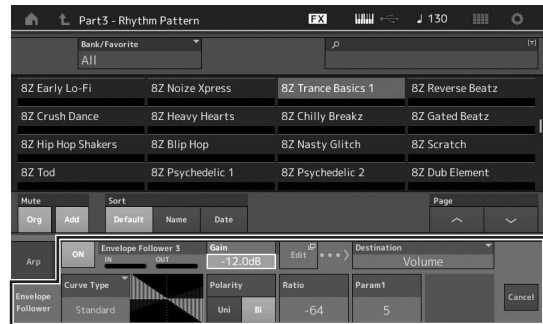 Part3 - Rhythm Pattern FX ♩ 130
Bank/Favorite
All
[T]
8Z Early Lo-Fi 8Z Noize Xpress 8Z Trance Basics 1 8Z Reverse Beatz
8Z Crush Dance 8Z Heavy Hearts 8Z Chilly Breakz 8Z Gated Beatz
8Z Hip Hop Shakers 8Z Blip Hop 8Z Nasty Glitch 8Z Scratch
8Z Tod 8Z Psychedelic 1 8Z Psychedelic 2 8Z Dub Element
Mute Sort Page
Org Add Default Name Date
Arp ON Envelope Follower 3 Gain Edit Destination
IN OUT -12.0dB Volume
Envelope Follower Curve Type Polarity Ratio Param1 Cancel
Standard Uni Bi -64 5